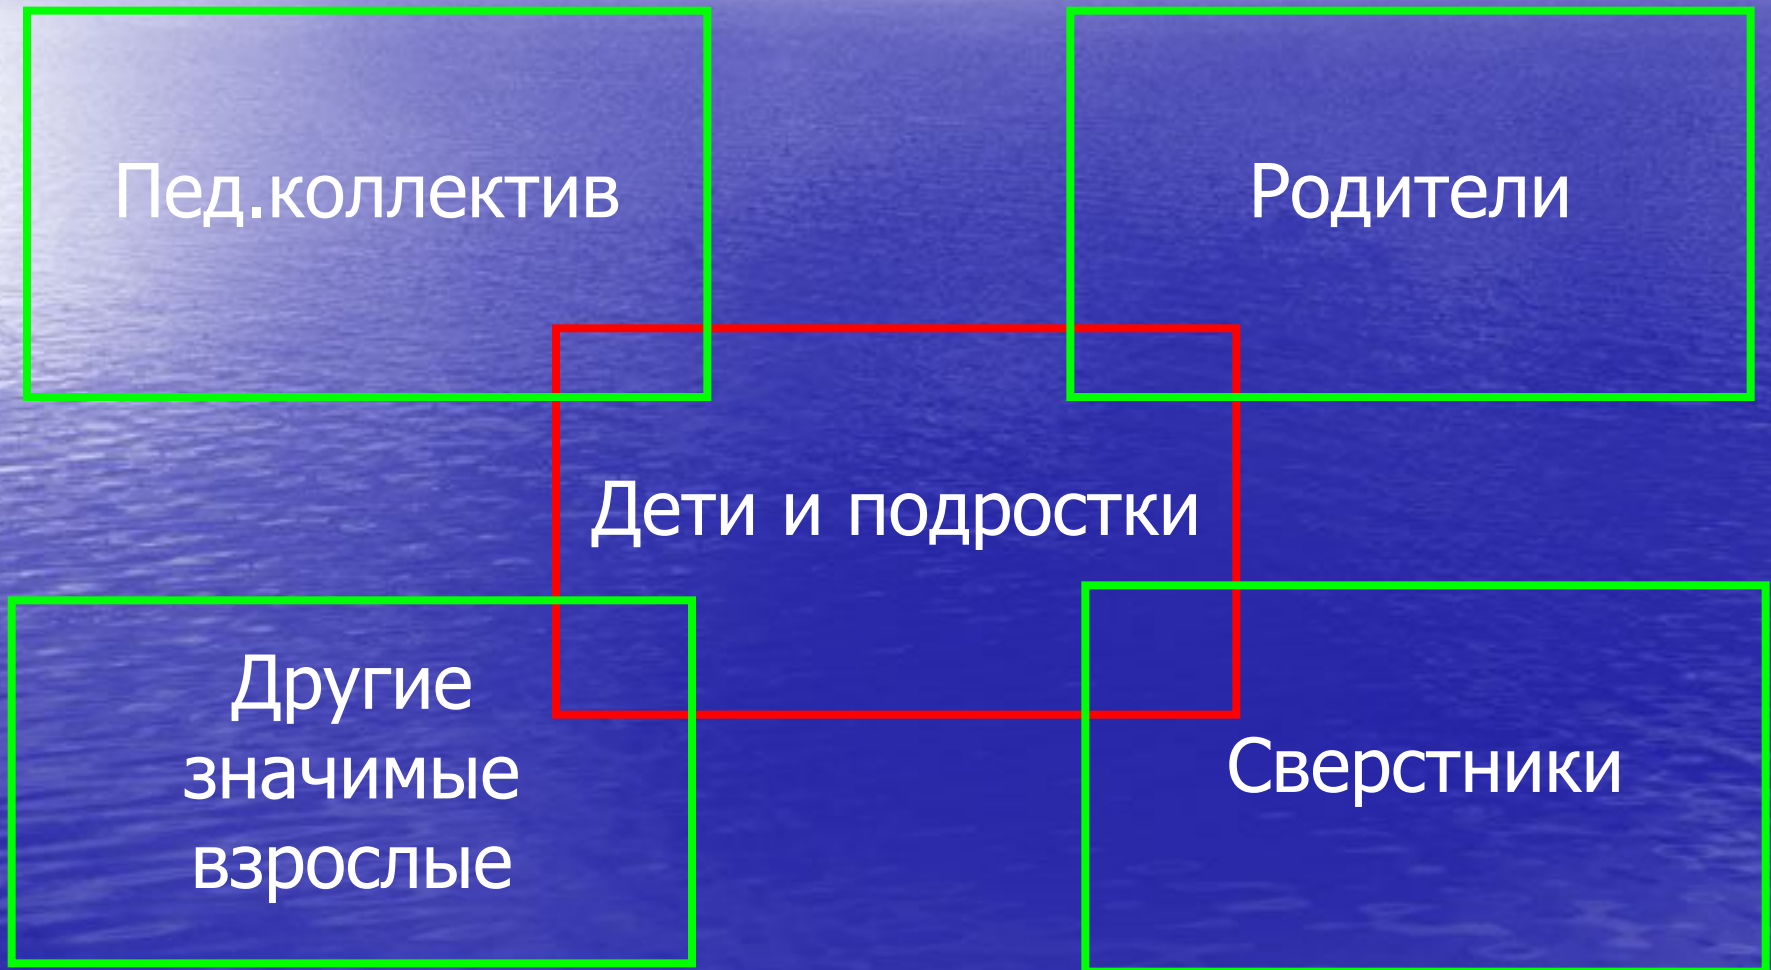 Пед.коллектив
Родители
Дети и подростки
Другие
значимые
взрослые
Сверстники